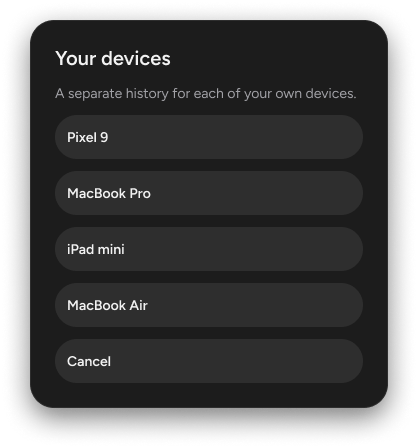 Your devices
A separate history for each of your own devices.
Pixel 9
MacBook Pro
iPad mini
MacBook Air
Cancel